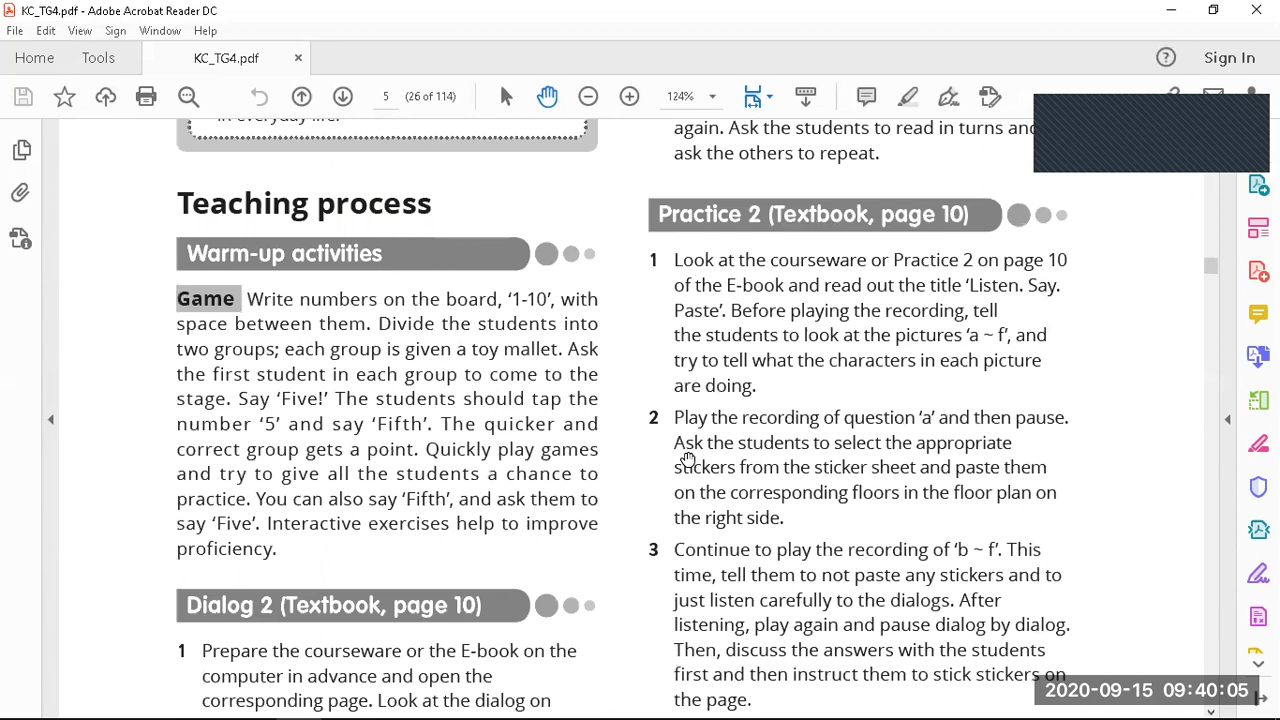 KC_TG4.pdf - Adobe Acrobat Reader DC
File Edit View Sign Window Help
Home Tools KC_TG4.pdf × ? Sign In
5 (26 of 114) 124%
in everyday life.
Teaching process
Warm-up activities
Game Write numbers on the board, ‘1-10’, with
space between them. Divide the students into
two groups; each group is given a toy mallet. Ask
the first student in each group to come to the
stage. Say ‘Five!’ The students should tap the
number ‘5’ and say ‘Fifth’. The quicker and
correct group gets a point. Quickly play games
and try to give all the students a chance to
practice. You can also say ‘Fifth’, and ask them to
say ‘Five’. Interactive exercises help to improve
proficiency.
Dialog 2 (Textbook, page 10)
1 Prepare the courseware or the E-book on the
computer in advance and open the
corresponding page. Look at the dialog on
again. Ask the students to read in turns and
ask the others to repeat.
Practice 2 (Textbook, page 10)
1 Look at the courseware or Practice 2 on page 10
of the E-book and read out the title ‘Listen. Say.
Paste’. Before playing the recording, tell
the students to look at the pictures ‘a ~ f’, and
try to tell what the characters in each picture
are doing.
2 Play the recording of question ‘a’ and then pause.
Ask the students to select the appropriate
stickers from the sticker sheet and paste them
on the corresponding floors in the floor plan on
the right side.
3 Continue to play the recording of ‘b ~ f’. This
time, tell them to not paste any stickers and to
just listen carefully to the dialogs. After
listening, play again and pause dialog by dialog.
Then, discuss the answers with the students
first and then instruct them to stick stickers on
the page.
2020-09-15 09:40:05